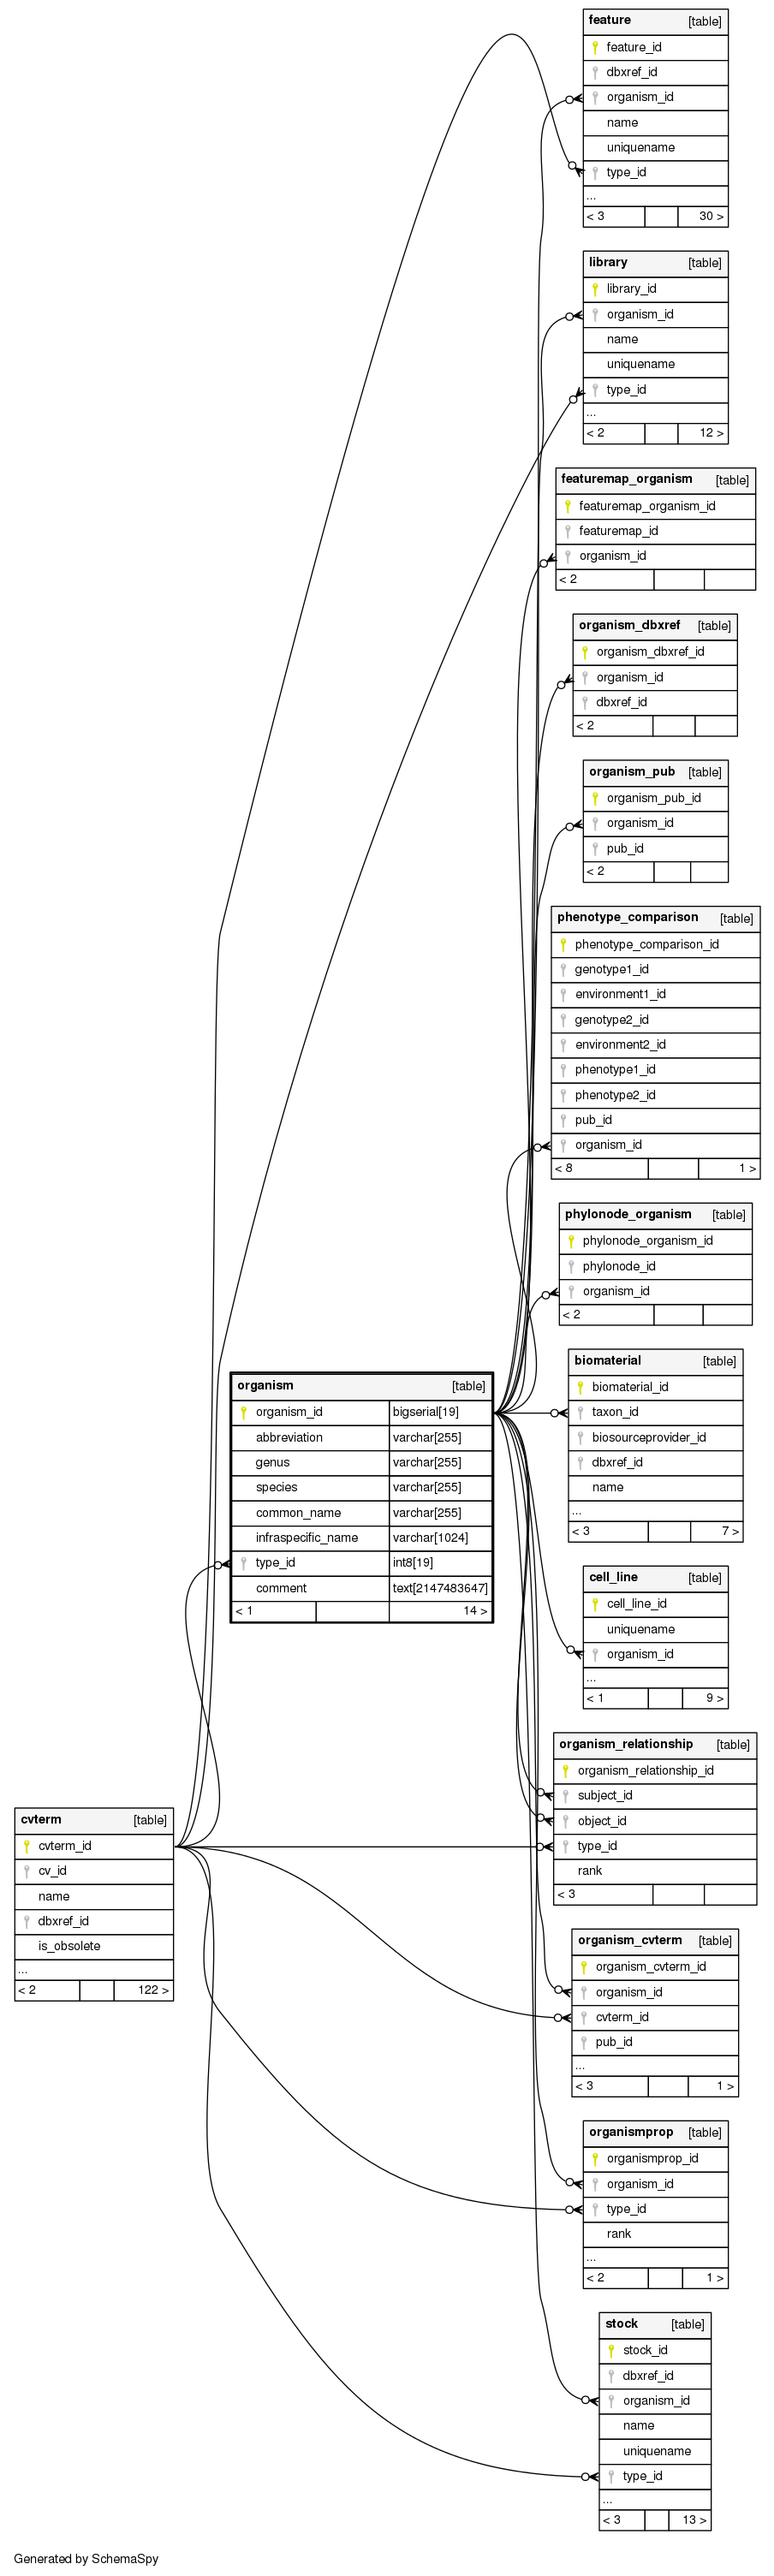 feature [table]
feature_id
dbxref_id
organism_id
name
uniquename
type_id
...
< 3 30 >
library [table]
library_id
organism_id
name
uniquename
type_id
...
< 2 12 >
featuremap_organism [table]
featuremap_organism_id
featuremap_id
organism_id
< 2
organism_dbxref [table]
organism_dbxref_id
organism_id
dbxref_id
< 2
organism_pub [table]
organism_pub_id
organism_id
pub_id
< 2
phenotype_comparison [table]
phenotype_comparison_id
genotype1_id
environment1_id
genotype2_id
environment2_id
phenotype1_id
phenotype2_id
pub_id
organism_id
< 8 1 >
phylonode_organism [table]
phylonode_organism_id
phylonode_id
organism_id
< 2
biomaterial [table]
biomaterial_id
taxon_id
biosourceprovider_id
dbxref_id
name
...
< 3 7 >
organism [table]
organism_id bigserial[19]
abbreviation varchar[255]
genus varchar[255]
species varchar[255]
common_name varchar[255]
infraspecific_name varchar[1024]
type_id int8[19]
comment text[2147483647]
< 1 14 >
cell_line [table]
cell_line_id
uniquename
organism_id
...
< 1 9 >
organism_relationship [table]
organism_relationship_id
subject_id
object_id
type_id
rank
< 3
cvterm [table]
cvterm_id
cv_id
name
dbxref_id
is_obsolete
...
< 2 122 >
organism_cvterm [table]
organism_cvterm_id
organism_id
cvterm_id
pub_id
...
< 3 1 >
organismprop [table]
organismprop_id
organism_id
type_id
rank
...
< 2 1 >
stock [table]
stock_id
dbxref_id
organism_id
name
uniquename
type_id
...
< 3 13 >
Generated by SchemaSpy